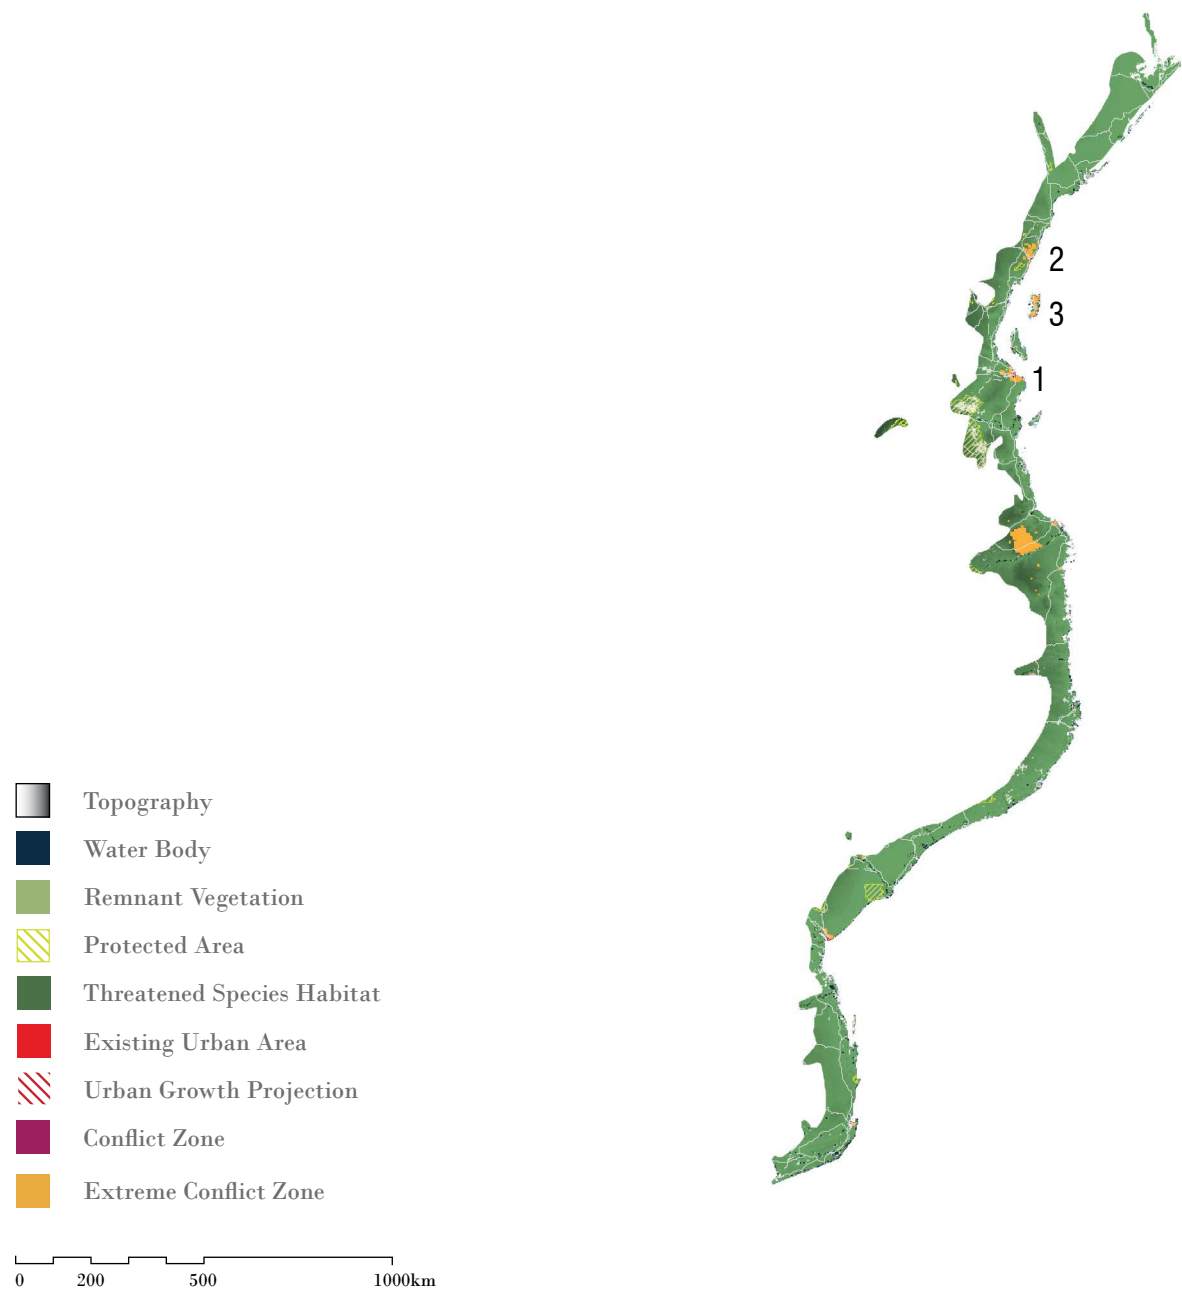 2
3
1
Topography
Water Body
Remnant Vegetation
Protected Area
Threatened Species Habitat
Existing Urban Area
Urban Growth Projection
Conflict Zone
Extreme Conflict Zone
0 200 500 1000km